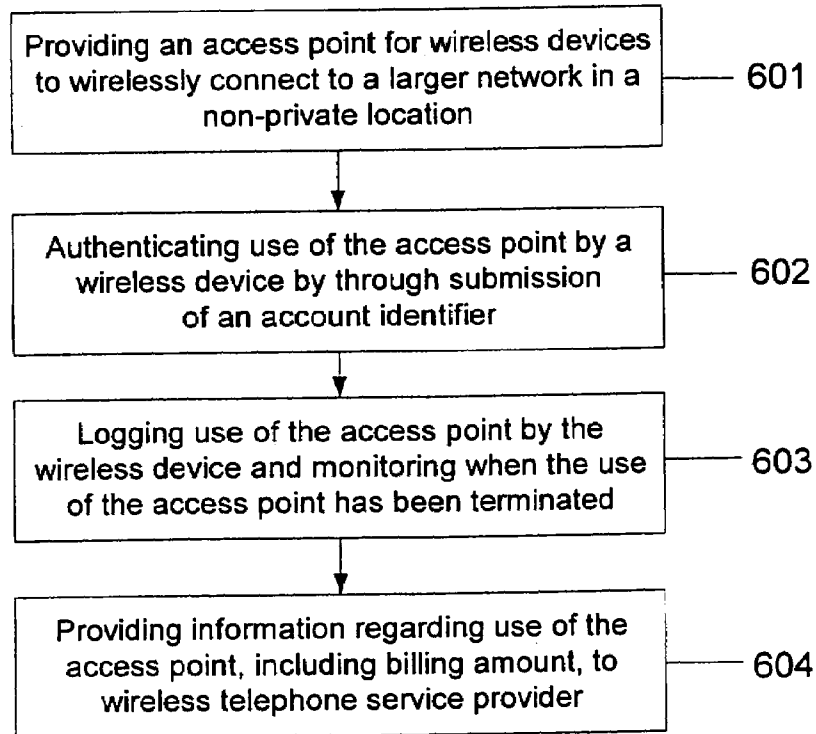 Providing an access point for wireless devices
to wirelessly connect to a larger network in a
non-private location
601
Authenticating use of the access point by a
wireless device by through submission
of an account identifier
602
Logging use of the access point by the
wireless device and monitoring when the use
of the access point has been terminated
603
Providing information regarding use of the
access point, including billing amount, to
wireless telephone service provider
604